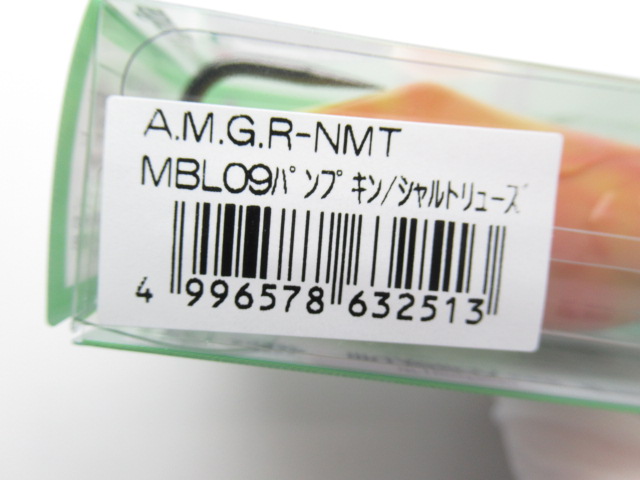 A.M.G.R-NMT
MBL09ﾊﾟﾝﾌﾟｷﾝ/ｼｬﾙﾄﾘｭｰｽﾞ
4 996578 632513